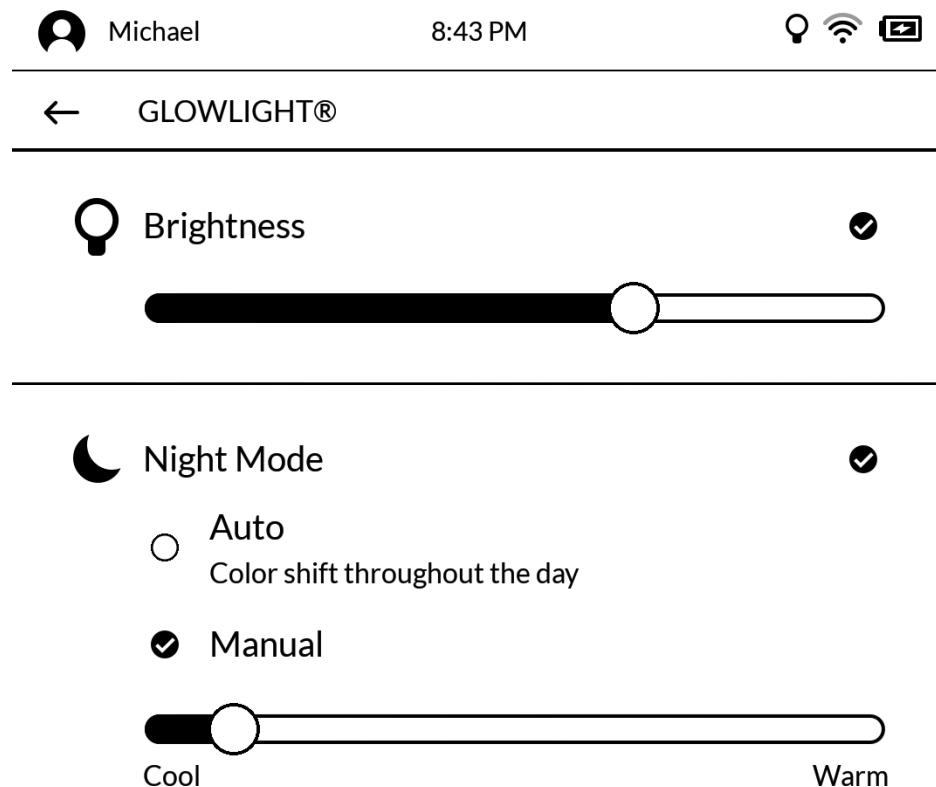 Michael 8:43 PM
GLOWLIGHT®
Brightness
Night Mode
Auto
Color shift throughout the day
Manual
Cool Warm